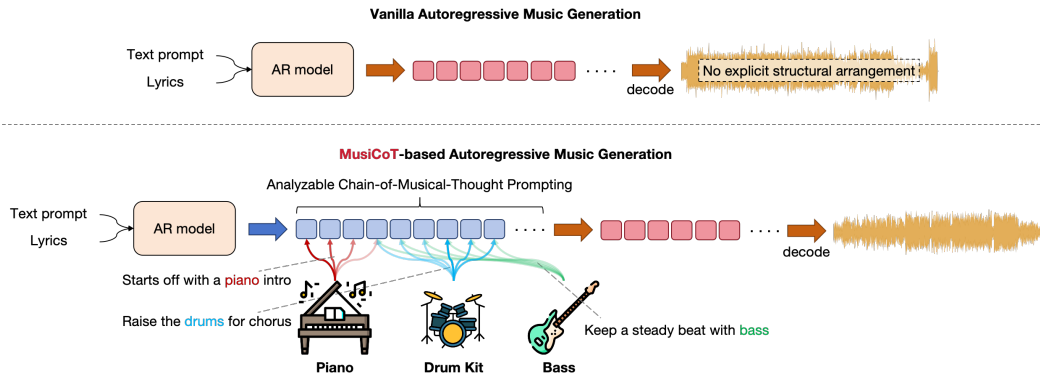 Vanilla Autoregressive Music Generation
Text prompt
Lyrics
AR model
decode
No explicit structural arrangement
MusiCoT-based Autoregressive Music Generation
Analyzable Chain-of-Musical-Thought Prompting
Text prompt
Lyrics
AR model
decode
Starts off with a piano intro
Raise the drums for chorus
Keep a steady beat with bass
Piano
Drum Kit
Bass